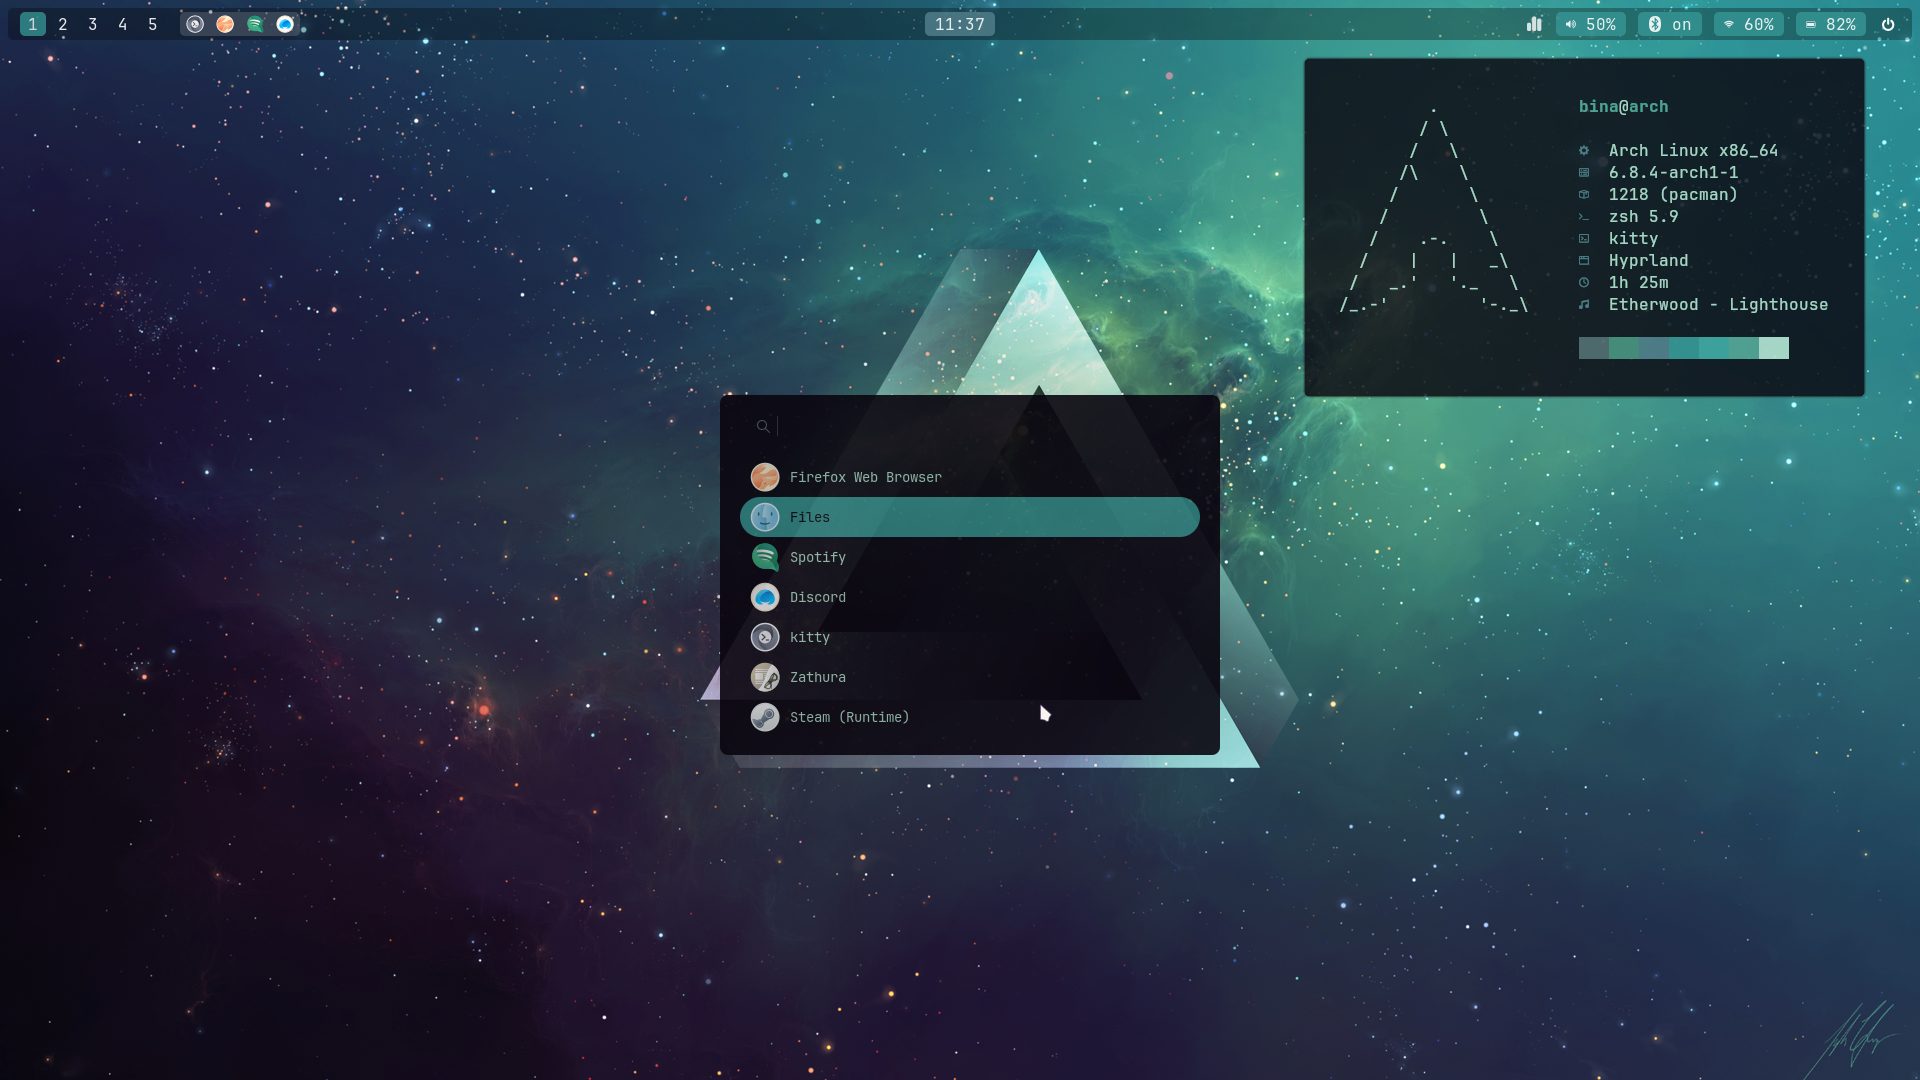 1 2 3 4 5 11:37 50% on 60% 82%
bina@arch
Arch Linux x86_64
6.8.4-arch1-1
1218 (pacman)
zsh 5.9
kitty
Hyprland
1h 25m
Etherwood - Lighthouse
Firefox Web Browser
Files
Spotify
Discord
kitty
Zathura
Steam (Runtime)